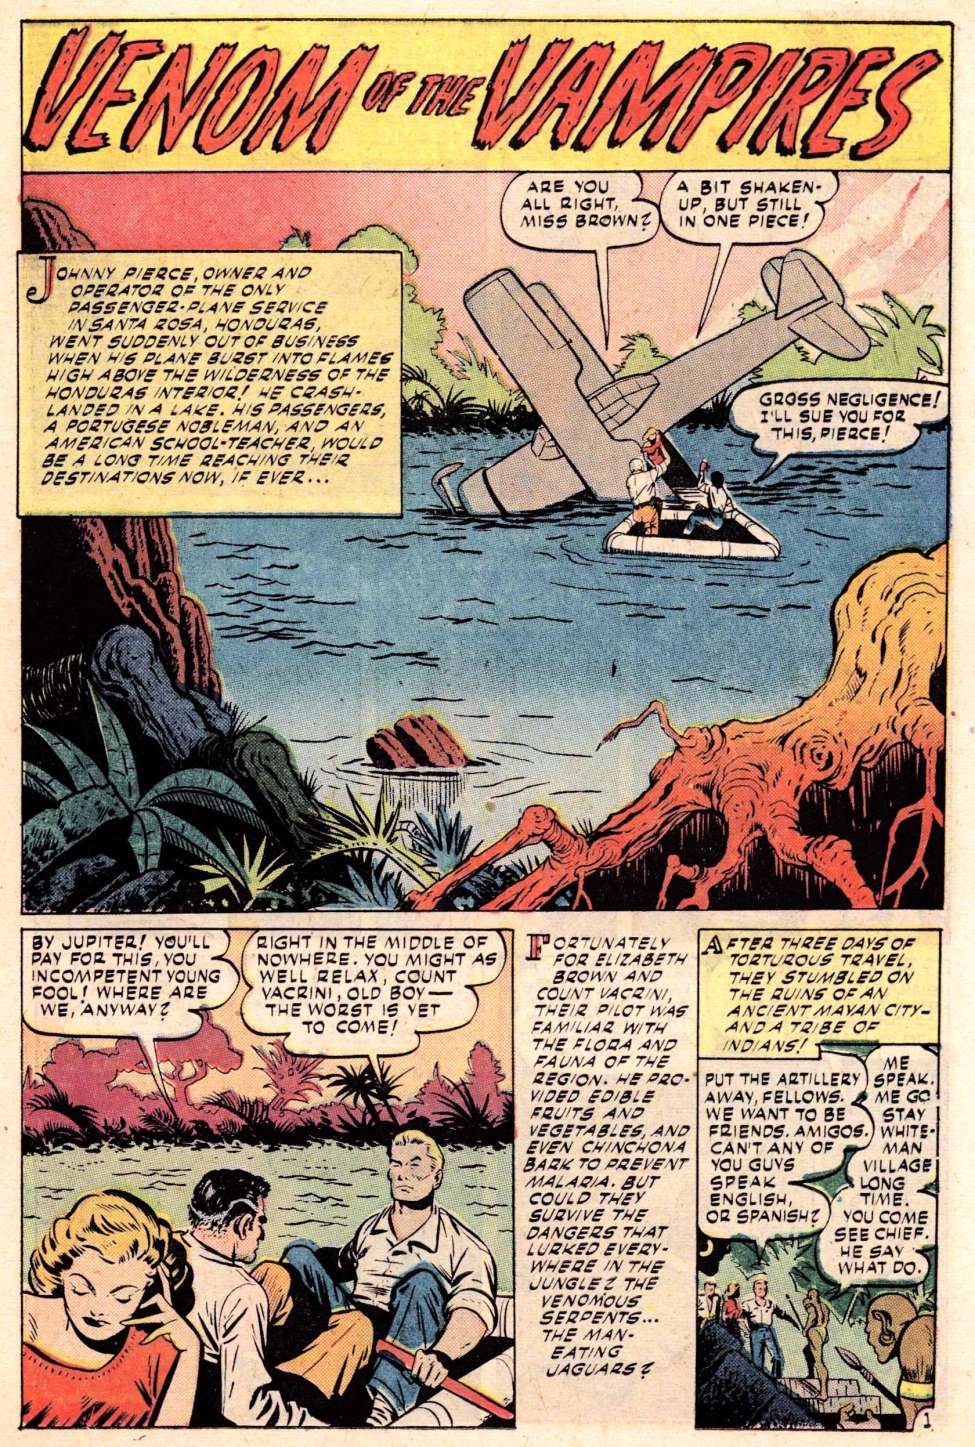 VENOM OF THE VAMPIRES
JOHNNY PIERCE, OWNER AND
OPERATOR OF THE ONLY
PASSENGER-PLANE SERVICE
IN SANTA ROSA, HONDURAS,
WENT SUDDENLY OUT OF BUSINESS
WHEN HIS PLANE BURST INTO FLAMES
HIGH ABOVE THE WILDERNESS OF THE
HONDURAS INTERIOR! HE CRASH-
LANDED IN A LAKE. HIS PASSENGERS,
A PORTUGESE NOBLEMAN, AND AN
AMERICAN SCHOOL-TEACHER, WOULD
BE A LONG TIME REACHING THEIR
DESTINATIONS NOW, IF EVER...
ARE YOU
ALL RIGHT,
MISS BROWN?
A BIT SHAKEN-
UP, BUT STILL
IN ONE PIECE!
GROSS NEGLIGENCE!
I'LL SUE YOU FOR
THIS, PIERCE!
BY JUPITER! YOU'LL
PAY FOR THIS, YOU
INCOMPETENT YOUNG
FOOL! WHERE ARE
WE, ANYWAY?
RIGHT IN THE MIDDLE OF
NOWHERE. YOU MIGHT AS
WELL RELAX, COUNT
VACRINI, OLD BOY—
THE WORST IS YET
TO COME!
FORTUNATELY
FOR ELIZABETH
BROWN AND
COUNT VACRINI,
THEIR PILOT WAS
FAMILIAR WITH
THE FLORA AND
FAUNA OF THE
REGION. HE PRO-
VIDED EDIBLE
FRUITS AND
VEGETABLES, AND
EVEN CHINCHONA
BARK TO PREVENT
MALARIA. BUT
COULD THEY
SURVIVE THE
DANGERS THAT
LURKED EVERY-
WHERE IN THE
JUNGLE? THE
VENOMOUS
SERPENTS...
THE MAN-
EATING
JAGUARS?
AFTER THREE DAYS OF
TORTUROUS TRAVEL,
THEY STUMBLED ON
THE RUINS OF AN
ANCIENT MAYAN CITY—
AND A TRIBE OF
INDIANS!
PUT THE ARTILLERY
AWAY, FELLOWS.
WE WANT TO BE
FRIENDS. AMIGOS.
CAN'T ANY OF
YOU GUYS
SPEAK
ENGLISH,
OR SPANISH?
ME
SPEAK.
ME GO
STAY
WHITE-
MAN
VILLAGE
LONG
TIME.
YOU COME
SEE CHIEF.
HE SAY
WHAT DO.
1